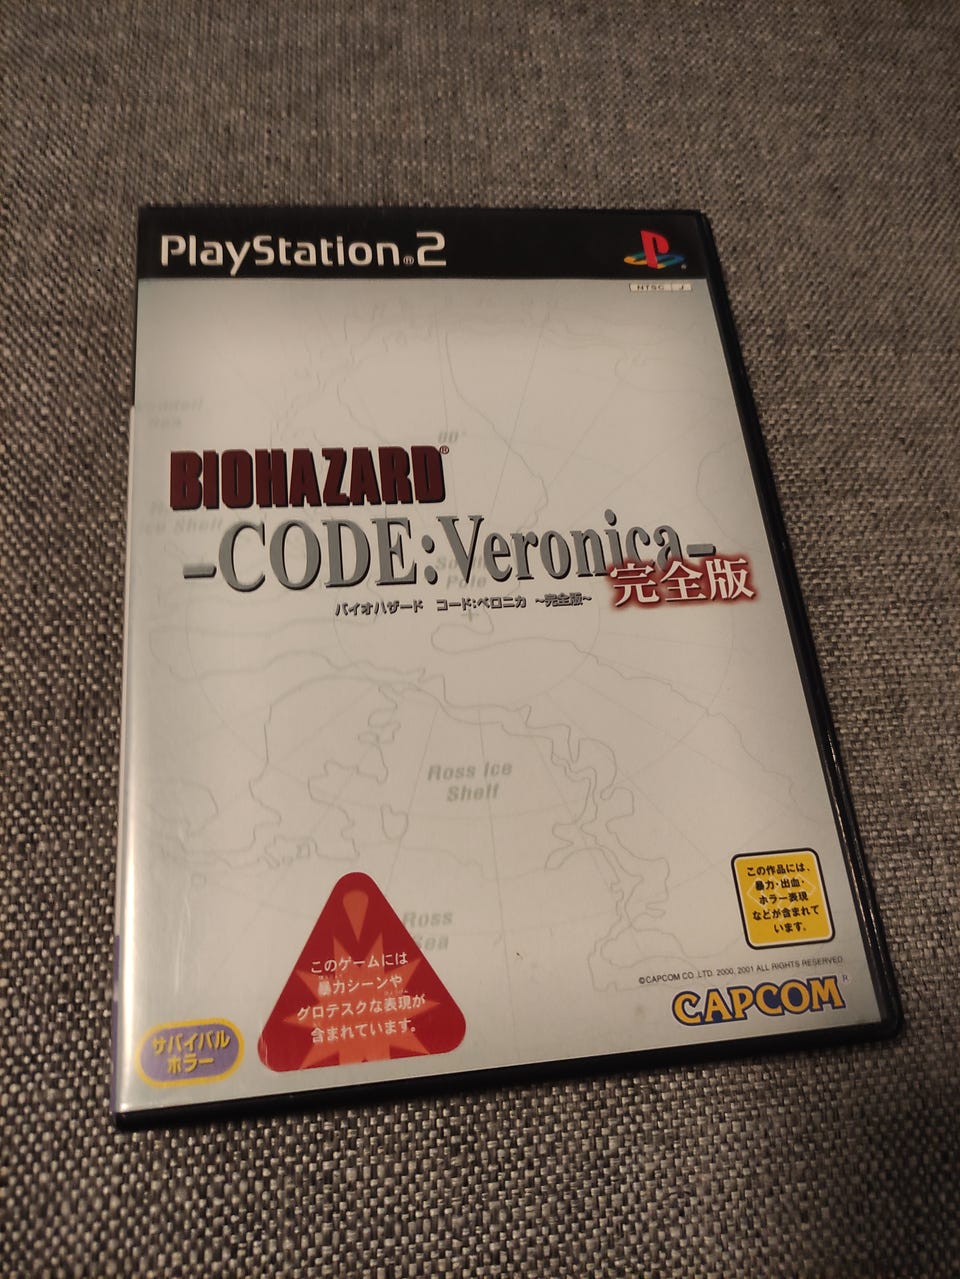 PlayStation®2
NTSC J
80°
BIOHAZARD®
-CODE:Veronica-
完全版
バイオハザード コード:ベロニカ ~完全版~
Ross Ice
Shelf
Ross
Sea
このゲームには
暴力シーンや
グロテスクな表現が
含まれています。
サバイバル
ホラー
この作品には、
暴力・出血・
ホラー表現
などが含まれて
います。
©CAPCOM CO.,LTD. 2000, 2001 ALL RIGHTS RESERVED.
CAPCOM®